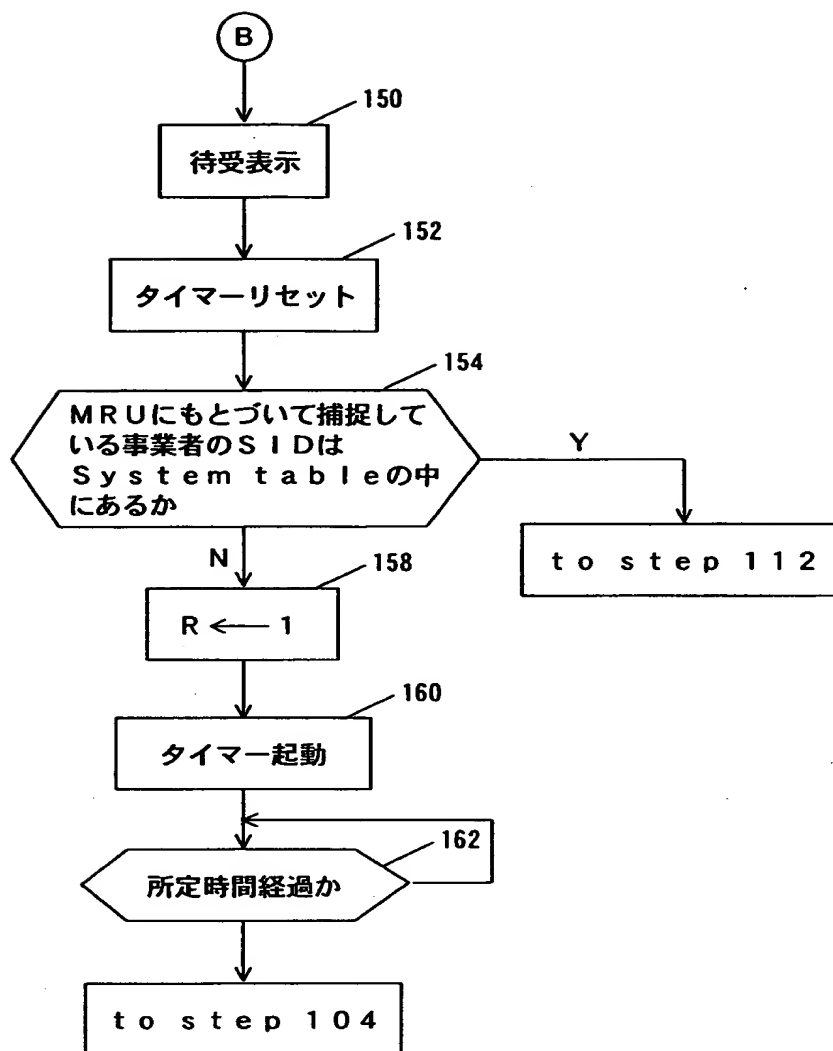 B
150
待受表示
152
タイマーリセット
154
MRUにもとづいて捕捉して
いる事業者のSIDは
System tableの中
にあるか
Y
to step 112
N
158
R ← 1
160
タイマー起動
162
所定時間経過か
to step 104